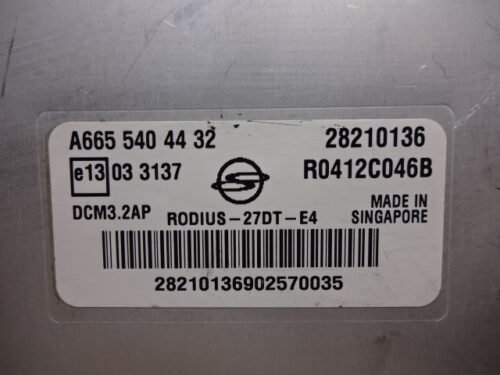 A665 540 44 32 28210136
e13 03 3137 R0412C046B
DCM3.2AP RODIUS-27DT-E4 MADE IN
SINGAPORE
28210136902570035